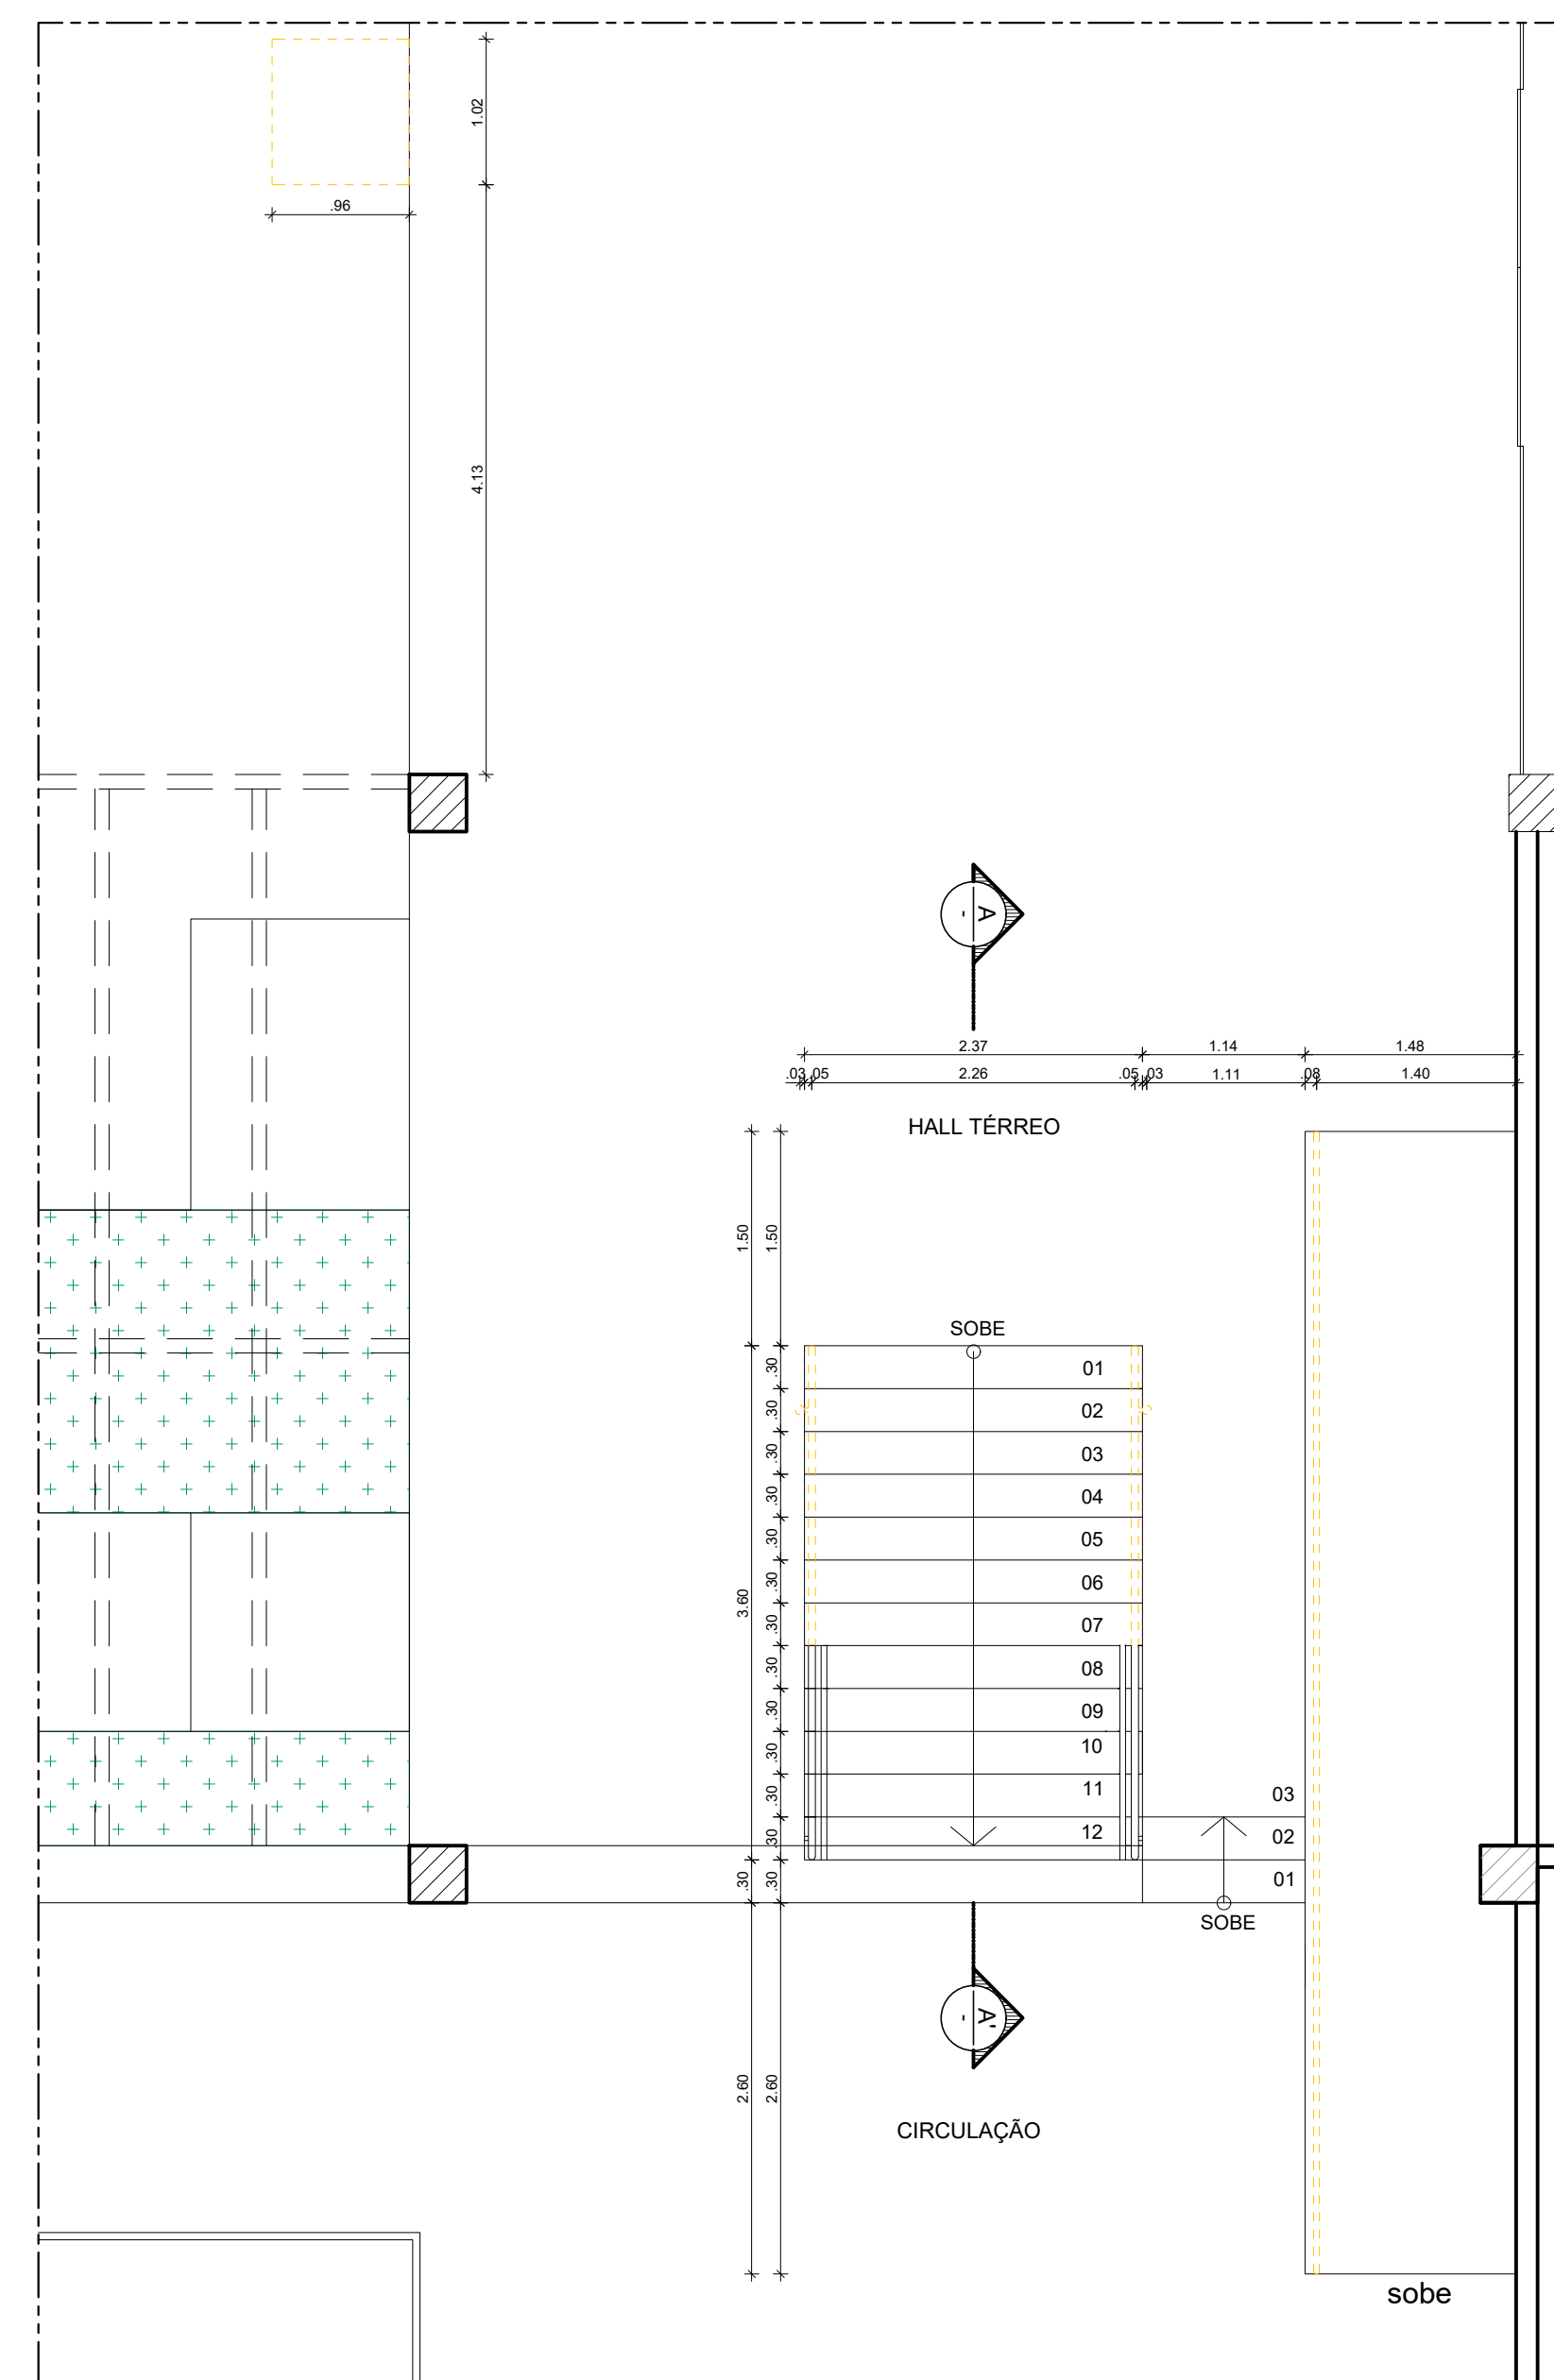 1.02
.96
4.13
A
-
2.37 1.14 1.48
.03 .05 2.26 .05 .03 1.11 .08 1.40
HALL TÉRREO
1.50 1.50
SOBE
.30 01
.30 02
.30 03
.30 04
.30 05
3.60 .30 06
.30 07
.30 08
.30 09
.30 10
.30 11 03
.30 12 02
.30 .30 01
SOBE
A'
-
2.60 2.60
CIRCULAÇÃO
sobe